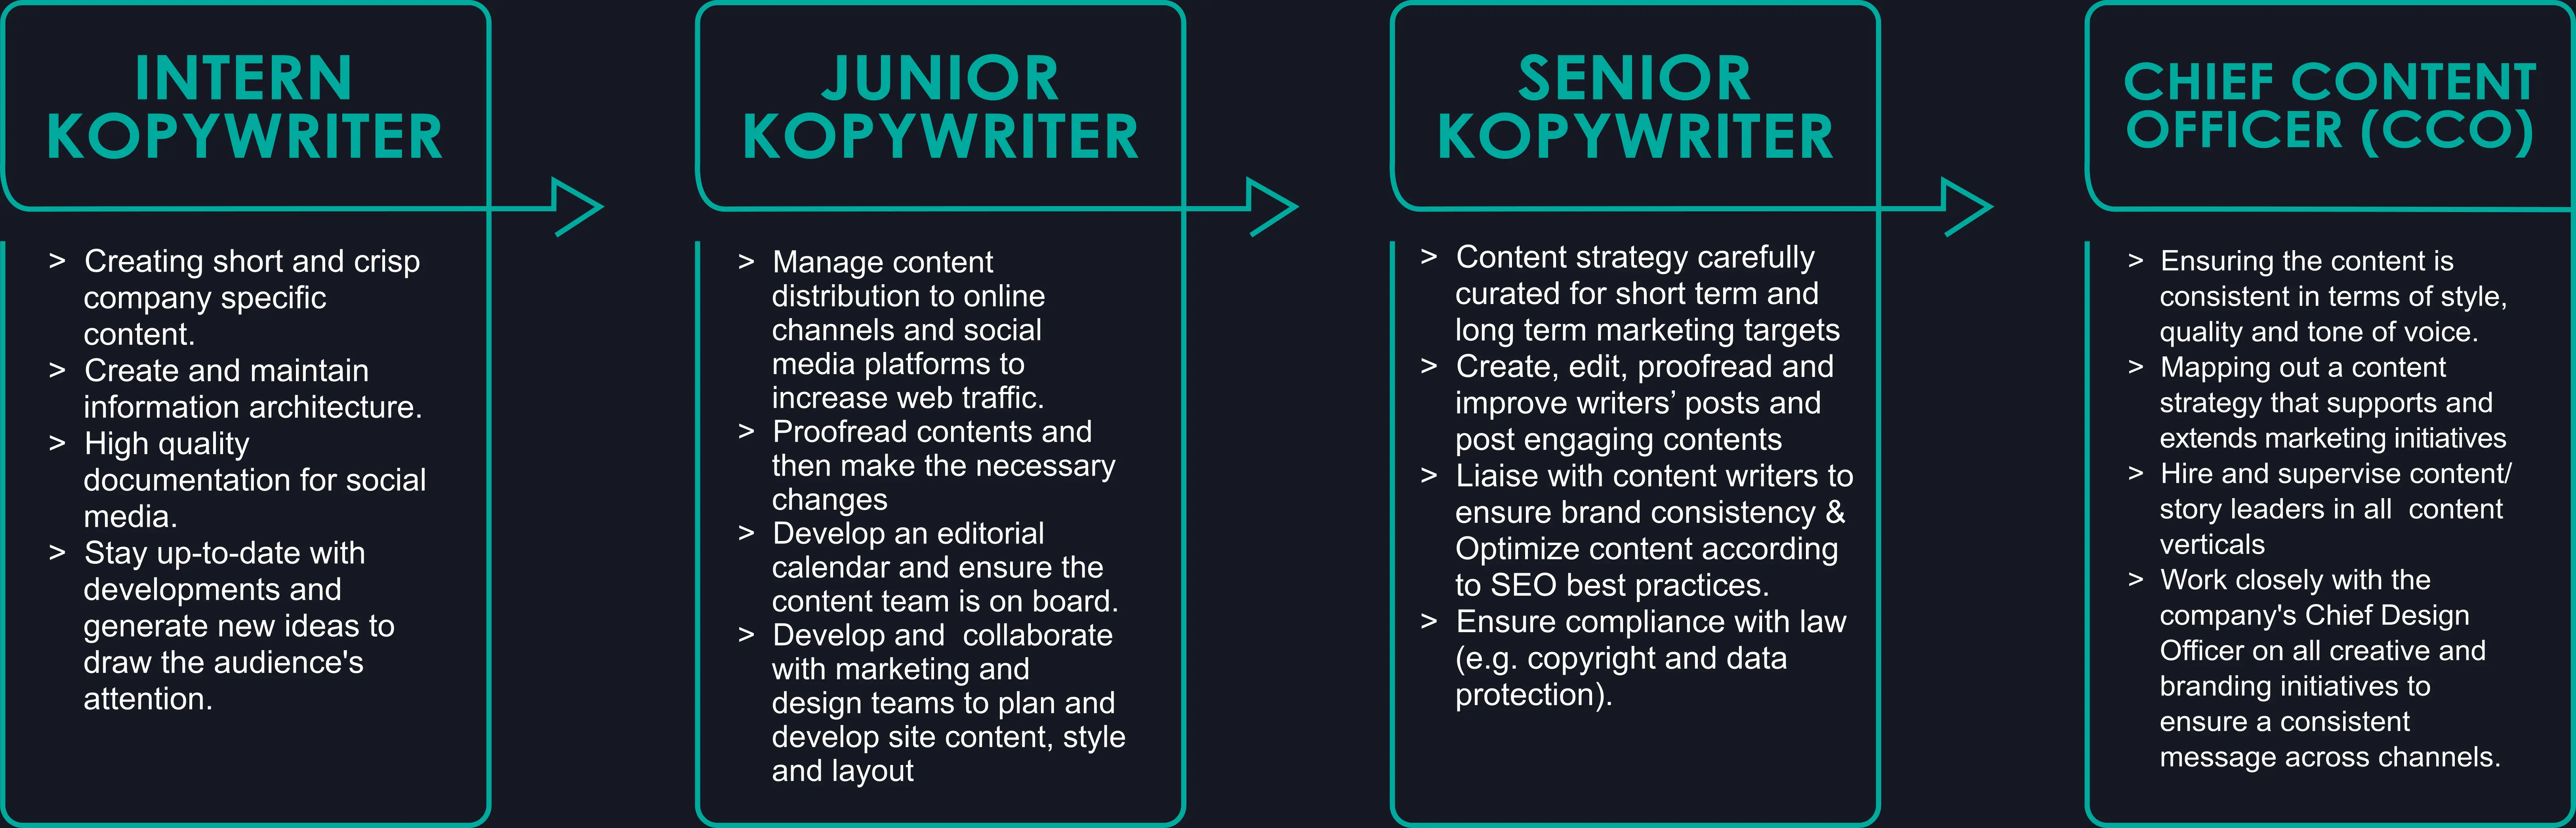 INTERN
KOPYWRITER
> Creating short and crisp
company specific
content.
> Create and maintain
information architecture.
> High quality
documentation for social
media.
> Stay up-to-date with
developments and
generate new ideas to
draw the audience's
attention.
JUNIOR
KOPYWRITER
> Manage content
distribution to online
channels and social
media platforms to
increase web traffic.
> Proofread contents and
then make the necessary
changes
> Develop an editorial
calendar and ensure the
content team is on board.
> Develop and  collaborate
with marketing and
design teams to plan and
develop site content, style
and layout
SENIOR
KOPYWRITER
> Content strategy carefully
curated for short term and
long term marketing targets
> Create, edit, proofread and
improve writers’ posts and
post engaging contents
> Liaise with content writers to
ensure brand consistency &
Optimize content according
to SEO best practices.
> Ensure compliance with law
(e.g. copyright and data
protection).
CHIEF CONTENT
OFFICER (CCO)
> Ensuring the content is
consistent in terms of style,
quality and tone of voice.
> Mapping out a content
strategy that supports and
extends marketing initiatives
> Hire and supervise content/
story leaders in all  content
verticals
> Work closely with the
company's Chief Design
Officer on all creative and
branding initiatives to
ensure a consistent
message across channels.